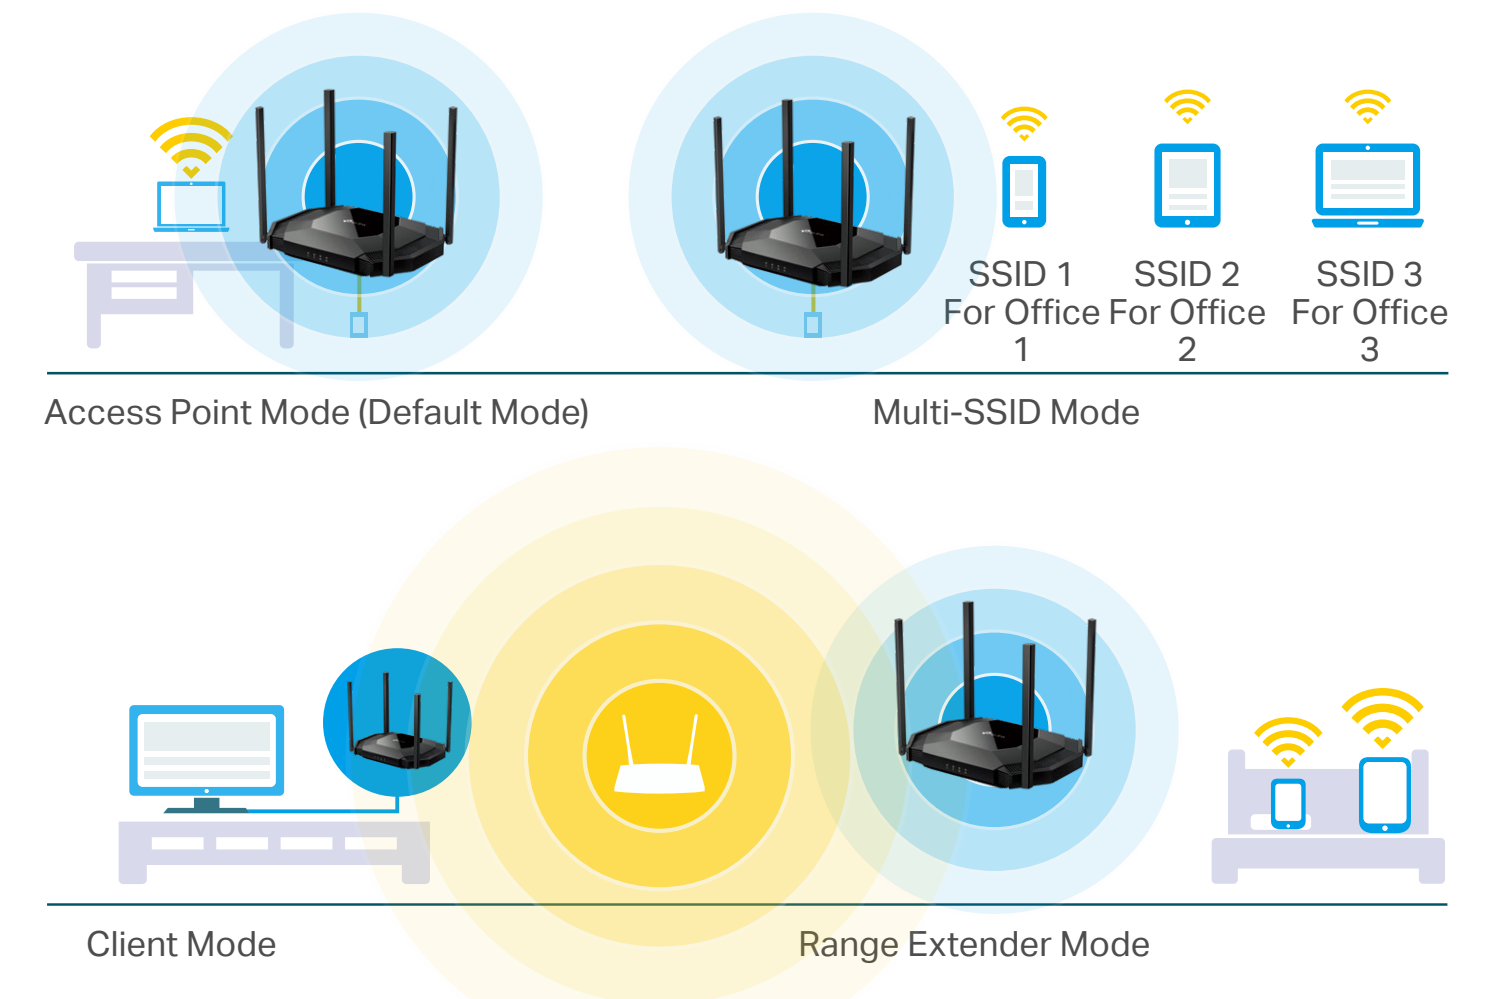 SSID 1
For Office
1
SSID 2
For Office
2
SSID 3
For Office
3
Access Point Mode (Default Mode)
Multi-SSID Mode
Client Mode
Range Extender Mode